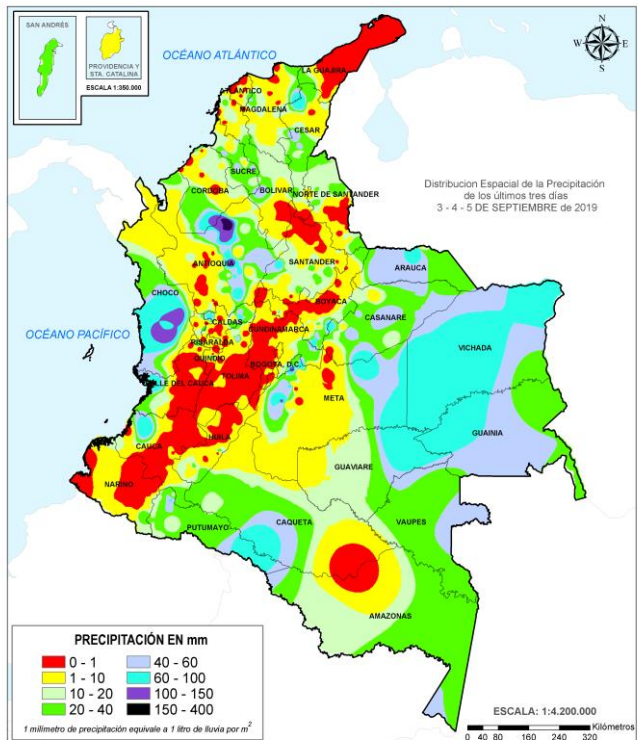 SAN ANDRÉS
PROVIDENCIA Y
STA. CATALINA
ESCALA 1:350.000
OCÉANO ATLÁNTICO
N
W E
S
LA GUAJIRA
ATLÁNTICO
MAGDALENA
CESAR
SUCRE
CORDOBA
BOLIVAR
NORTE DE SANTANDER
Distribucion Espacial de la Precipitación
de los últimos tres días
3 - 4 - 5 DE SEPTIEMBRE de 2019
ANTIOQUIA
SANTANDER
ARAUCA
CHOCO
BOYACA
CASANARE
OCÉANO PACÍFICO
CALDAS
CUNDINAMARCA
RISARALDA
VICHADA
QUINDIO
BOGOTA, D.C.
VALLE DEL CAUCA
TOLIMA
META
GUAINIA
CAUCA
HUILA
GUAVIARE
NARIÑO
PUTUMAYO
CAQUETA
VAUPES
AMAZONAS
PRECIPITACIÓN EN mm
0 - 1
1 - 10
10 - 20
20 - 40
40 - 60
60 - 100
100 - 150
150 - 400
1 milímetro de precipitación equivale a 1 litro de lluvia por m²
ESCALA: 1:4.200.000
0 40 80 160 240 320